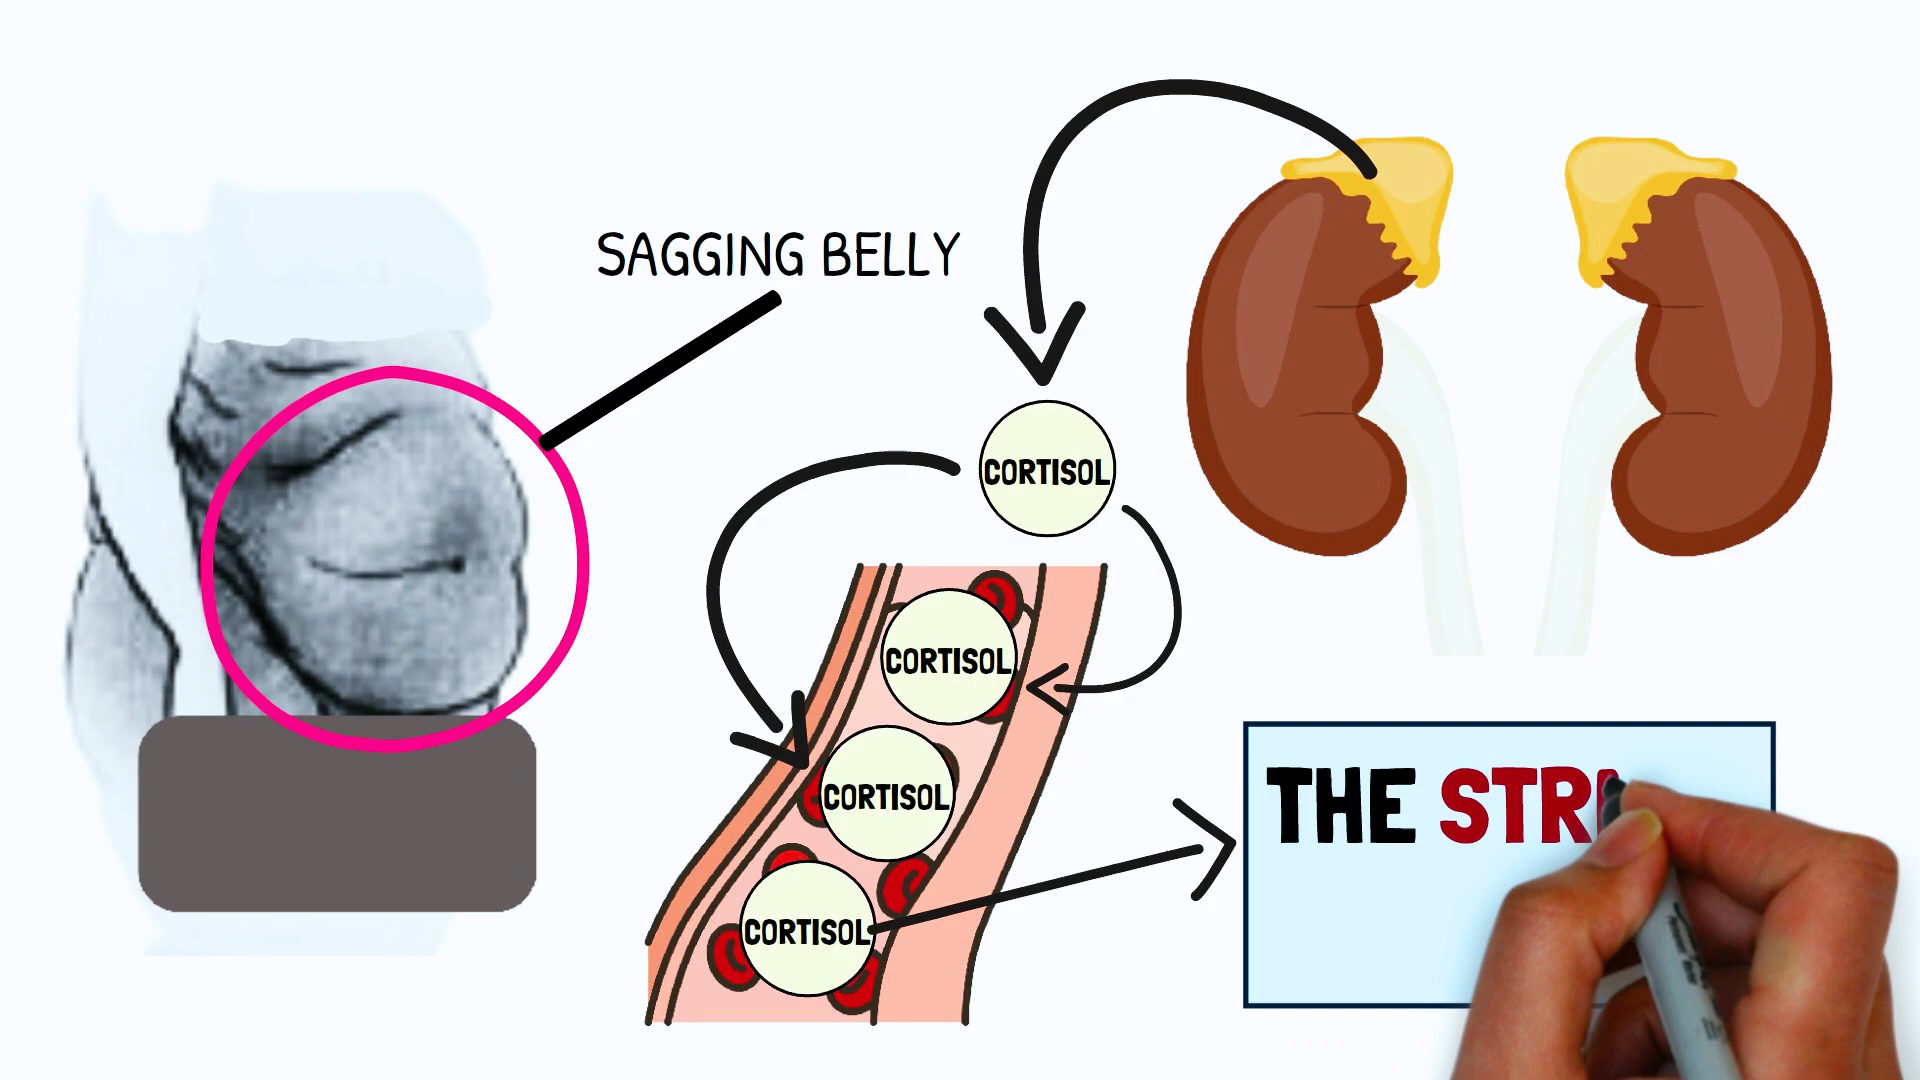 SAGGING BELLY
CORTISOL
CORTISOL
CORTISOL
CORTISOL
THE STR